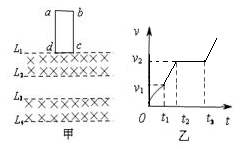 a b
d c
L₁
L₂
L₃
L₄
甲
v
v₂
v₁
0 t₁ t₂ t₃ t
乙